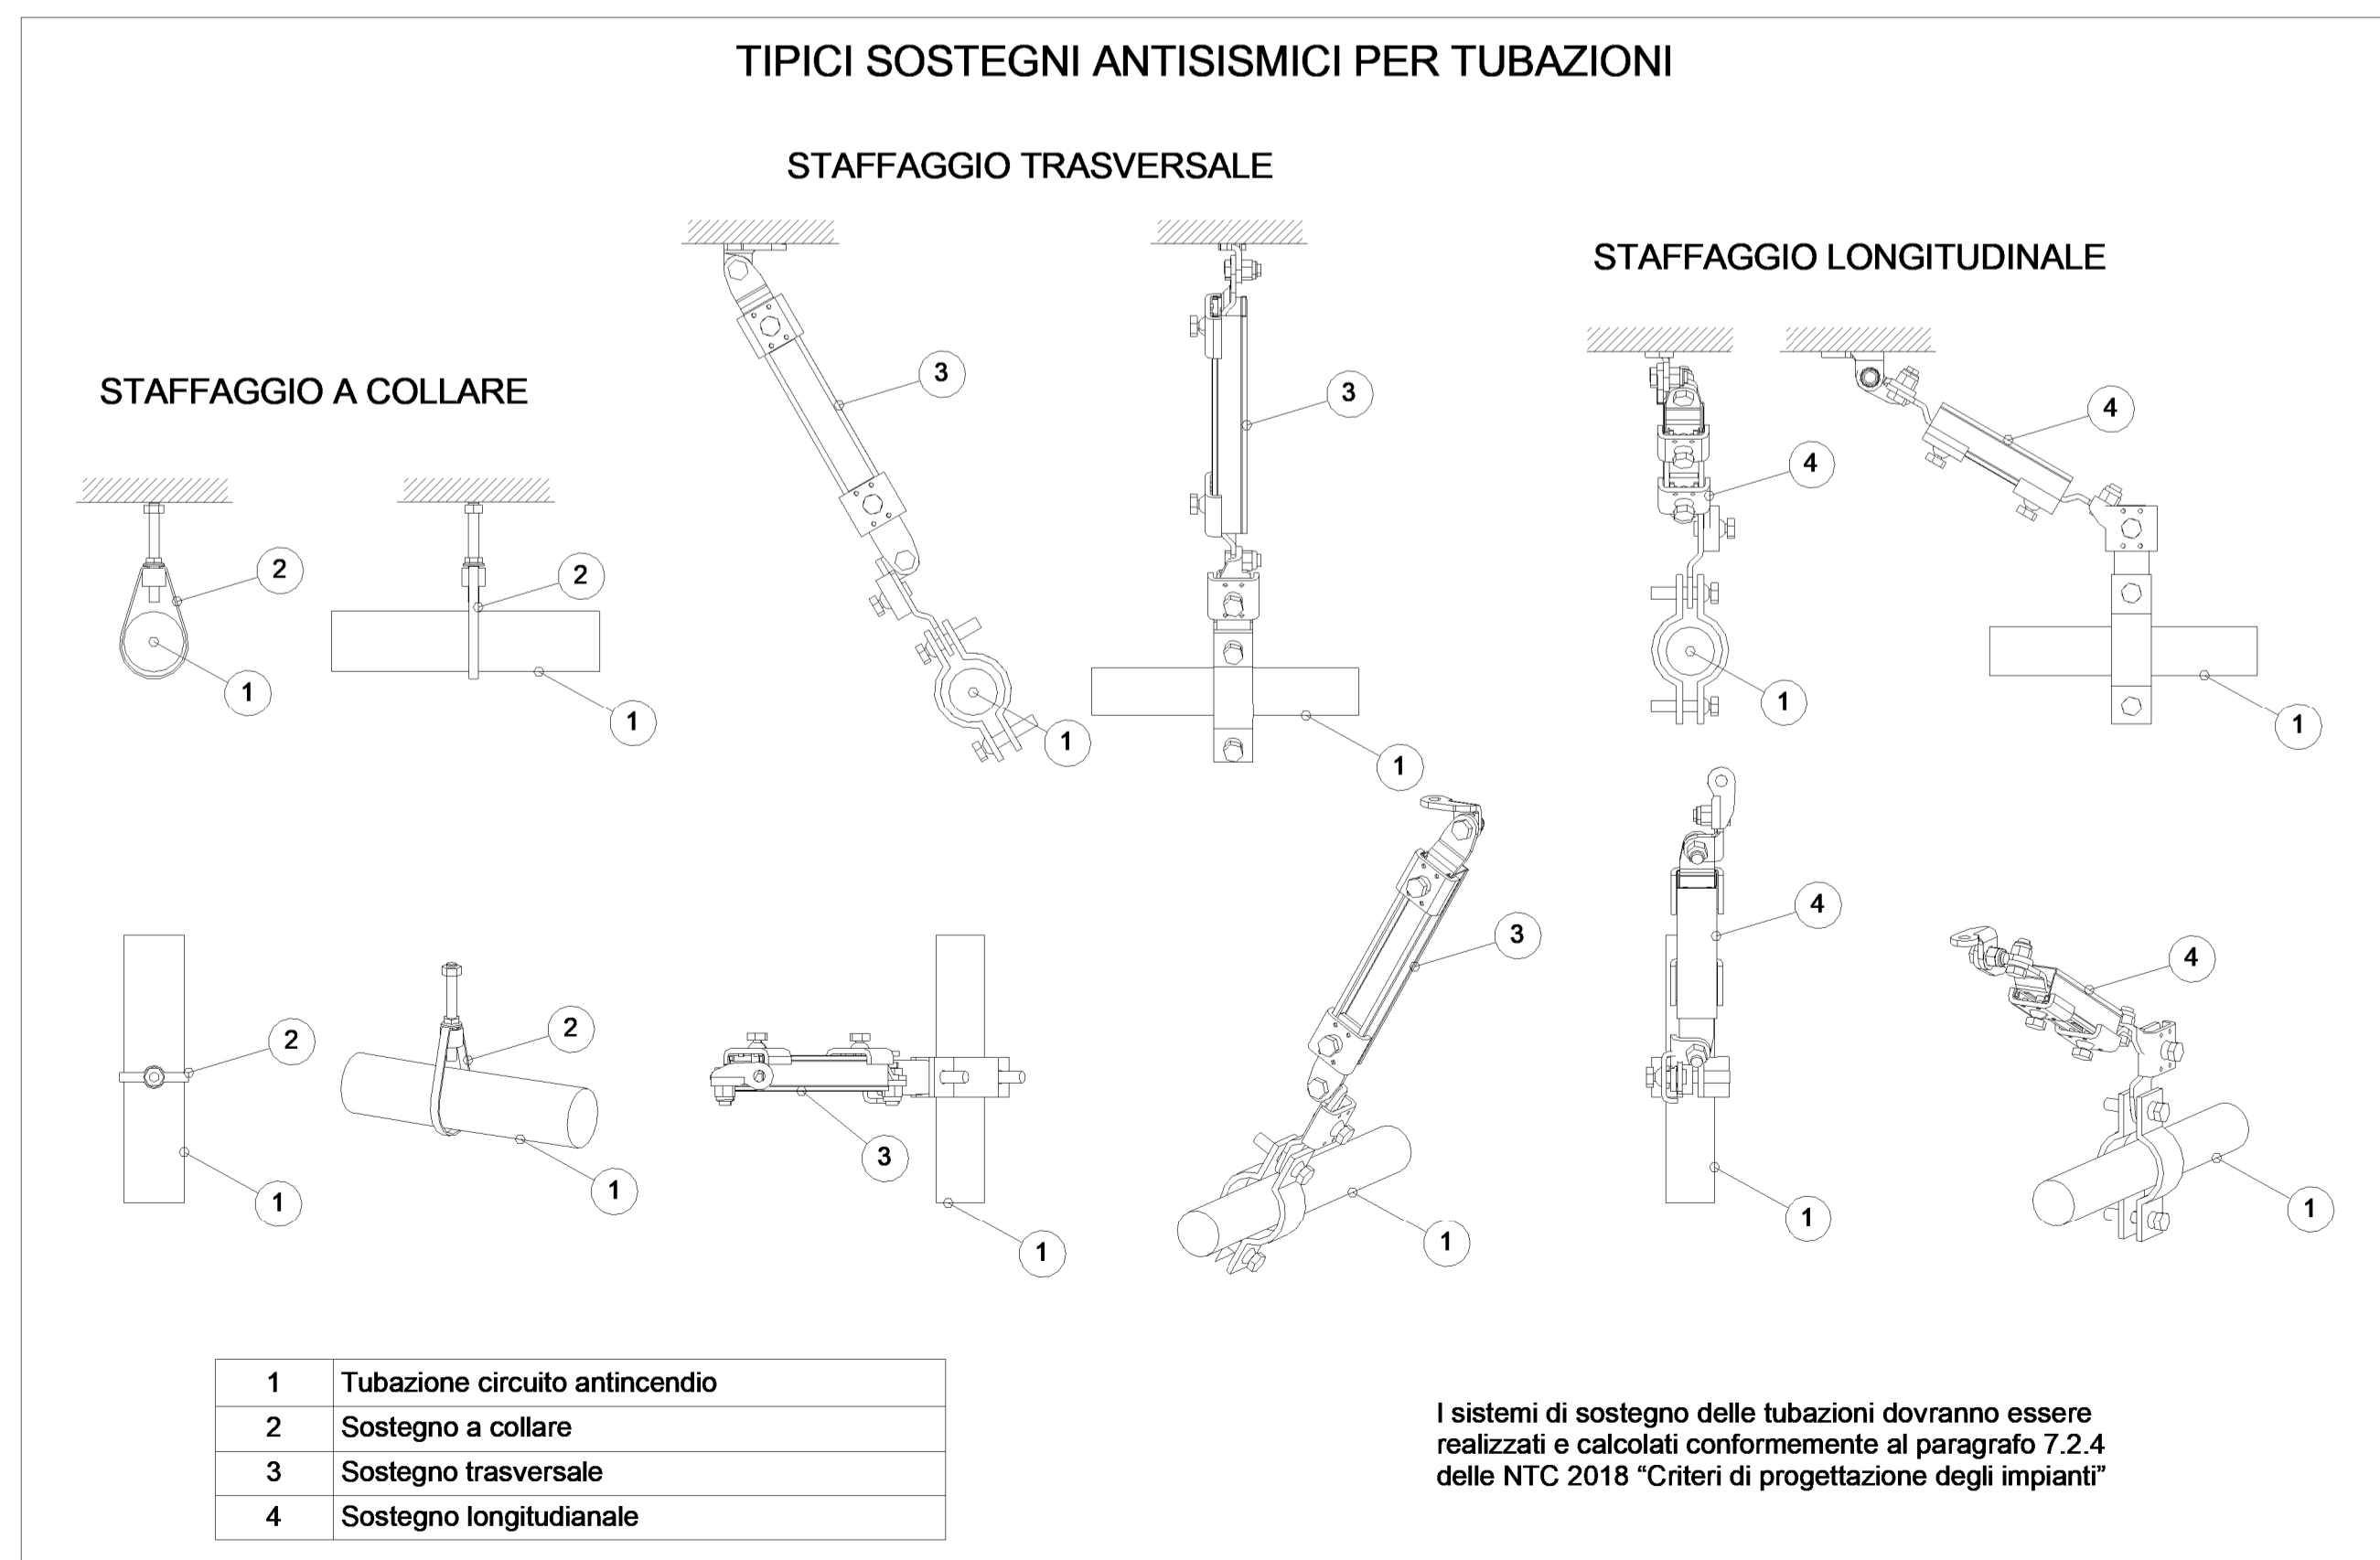 TIPICI SOSTEGNI ANTISISMICI PER TUBAZIONI
STAFFAGGIO TRASVERSALE
STAFFAGGIO LONGITUDINALE
STAFFAGGIO A COLLARE
3
3
4
4
2
2
1
1
1
1
1
1
3
4
4
2
2
3
1
1
1
1
1
1
1 Tubazione circuito antincendio
2 Sostegno a collare
3 Sostegno trasversale
4 Sostegno longitudianale
I sistemi di sostegno delle tubazioni dovranno essere
realizzati e calcolati conformemente al paragrafo 7.2.4
delle NTC 2018 “Criteri di progettazione degli impianti”